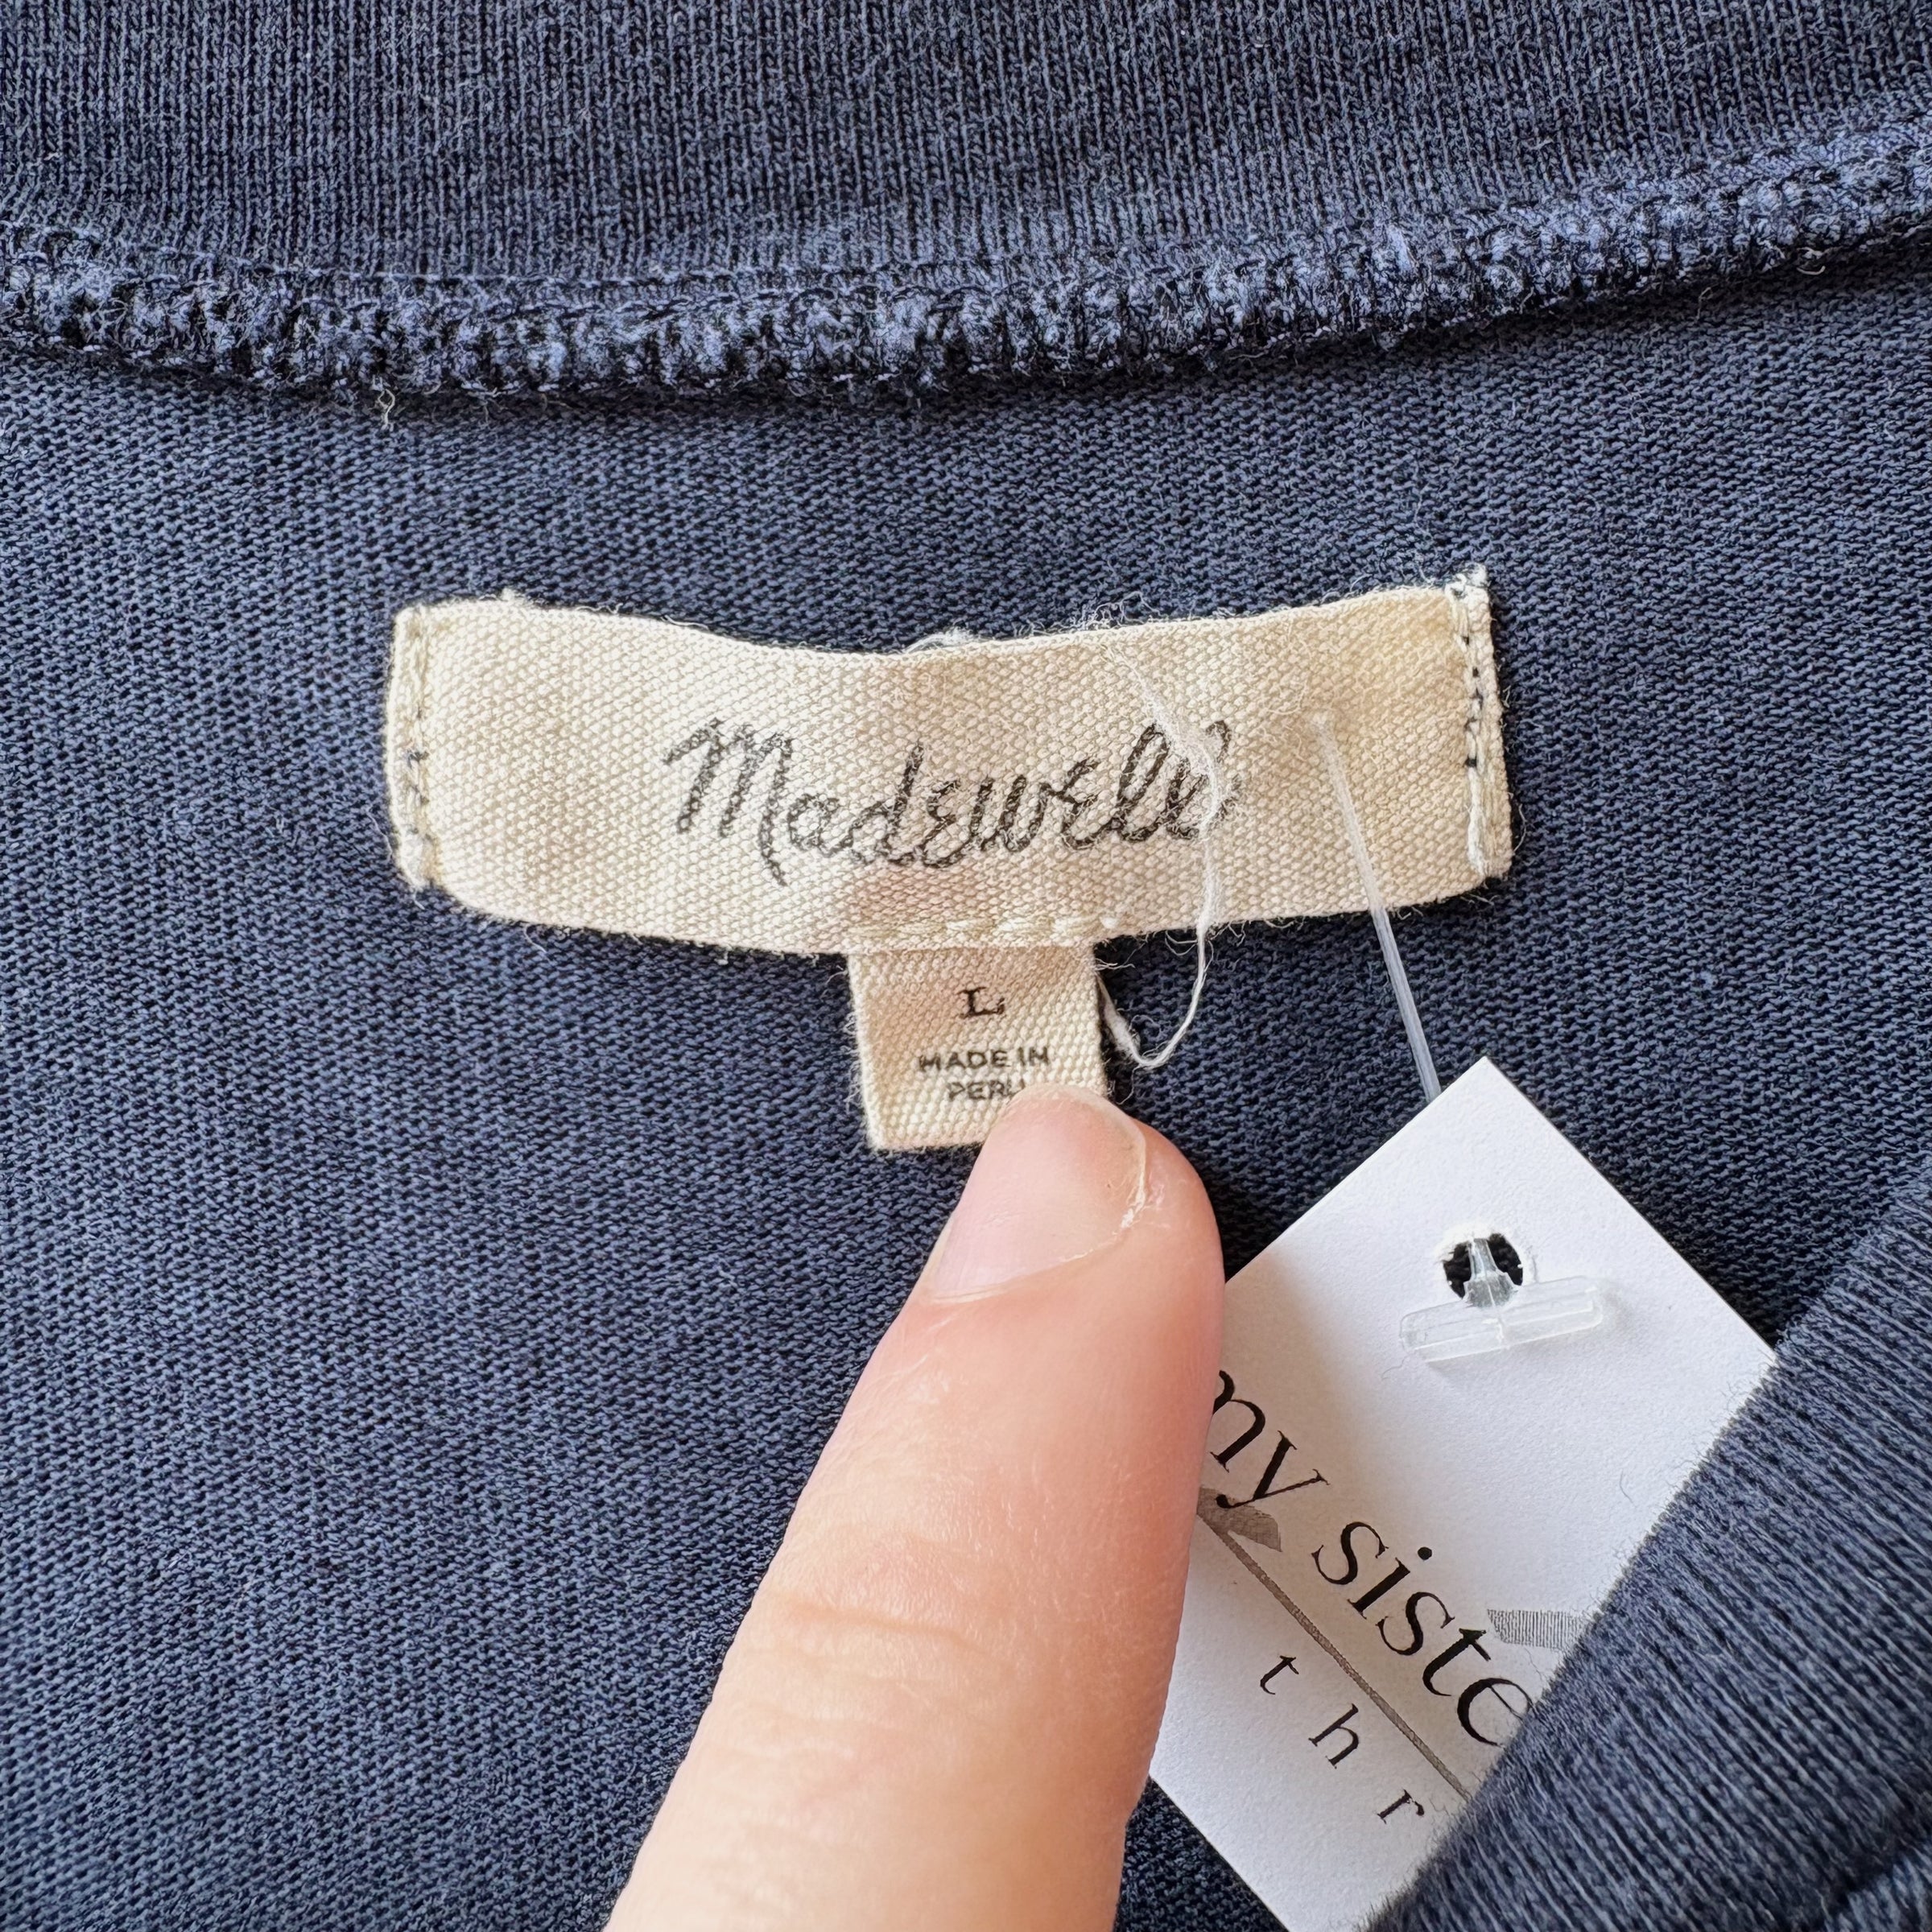 Madewell
L
MADE IN
PERU
my siste
thr